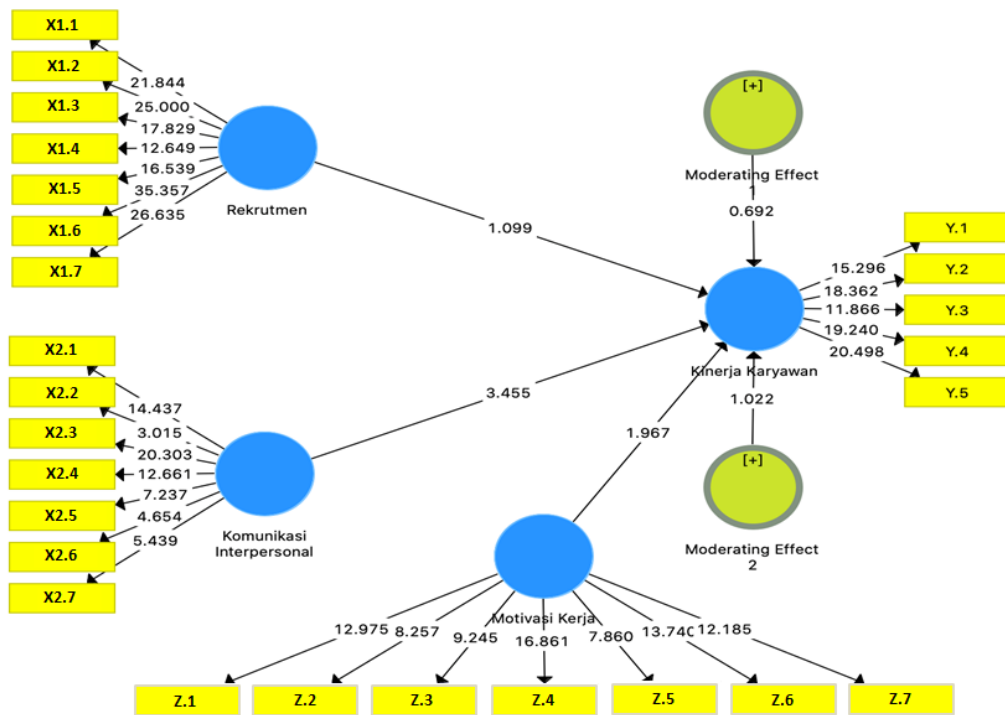 X1.1
X1.2
X1.3
X1.4
X1.5
X1.6
X1.7
21.844
25.000
17.829
12.649
16.539
35.357
26.635
Rekrutmen
1.099
[+]
Moderating Effect
1
0.692
Y.1
Y.2
Y.3
Y.4
Y.5
15.296
18.362
11.866
19.240
20.498
Kinerja Karyawan
X2.1
X2.2
X2.3
X2.4
X2.5
X2.6
X2.7
14.437
3.015
20.303
12.661
7.237
4.654
5.439
Komunikasi
Interpersonal
3.455
1.967
1.022
[+]
Moderating Effect
2
Motivasi Kerja
12.975
8.257
9.245
16.861
7.860
13.740
12.185
Z.1
Z.2
Z.3
Z.4
Z.5
Z.6
Z.7